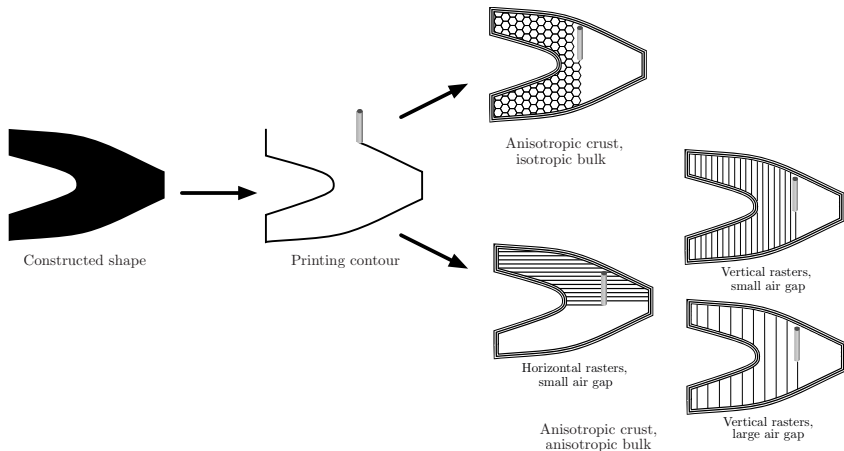 Constructed shape
Printing contour
Anisotropic crust,
isotropic bulk
Horizontal rasters,
small air gap
Vertical rasters,
small air gap
Vertical rasters,
large air gap
Anisotropic crust,
anisotropic bulk